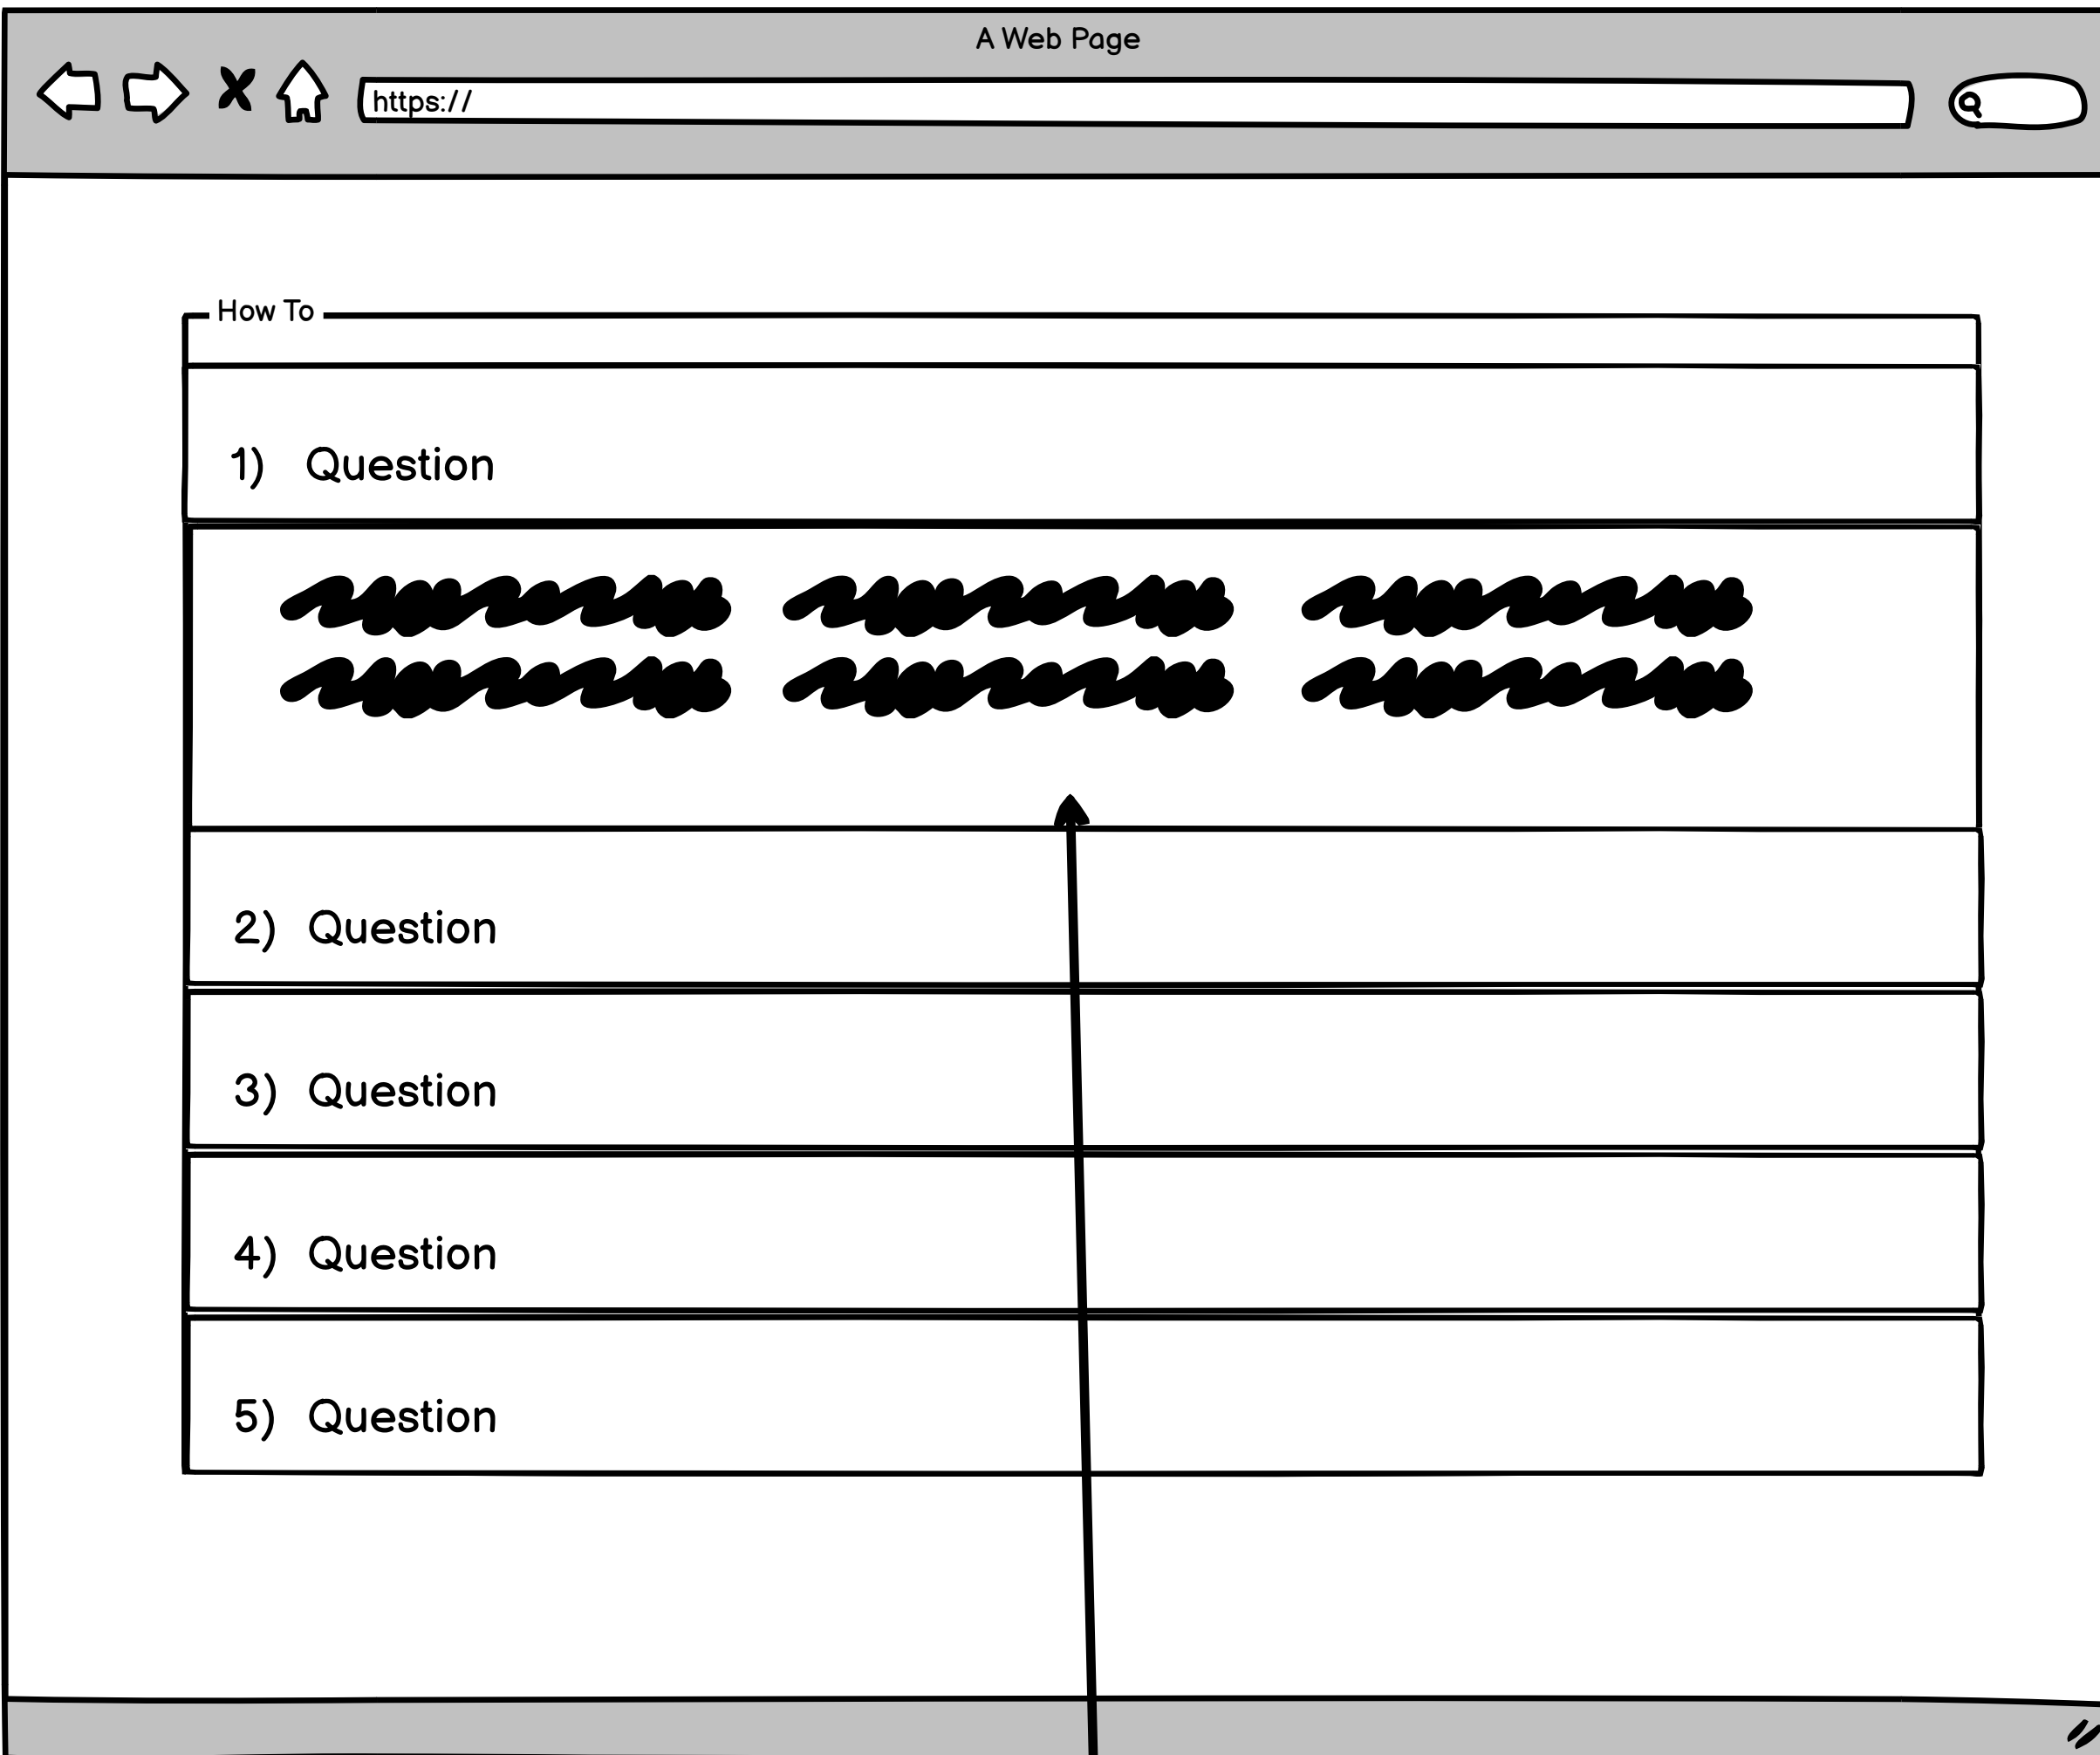 A Web Page
https://
How To
1) Question
2) Question
3) Question
4) Question
5) Question